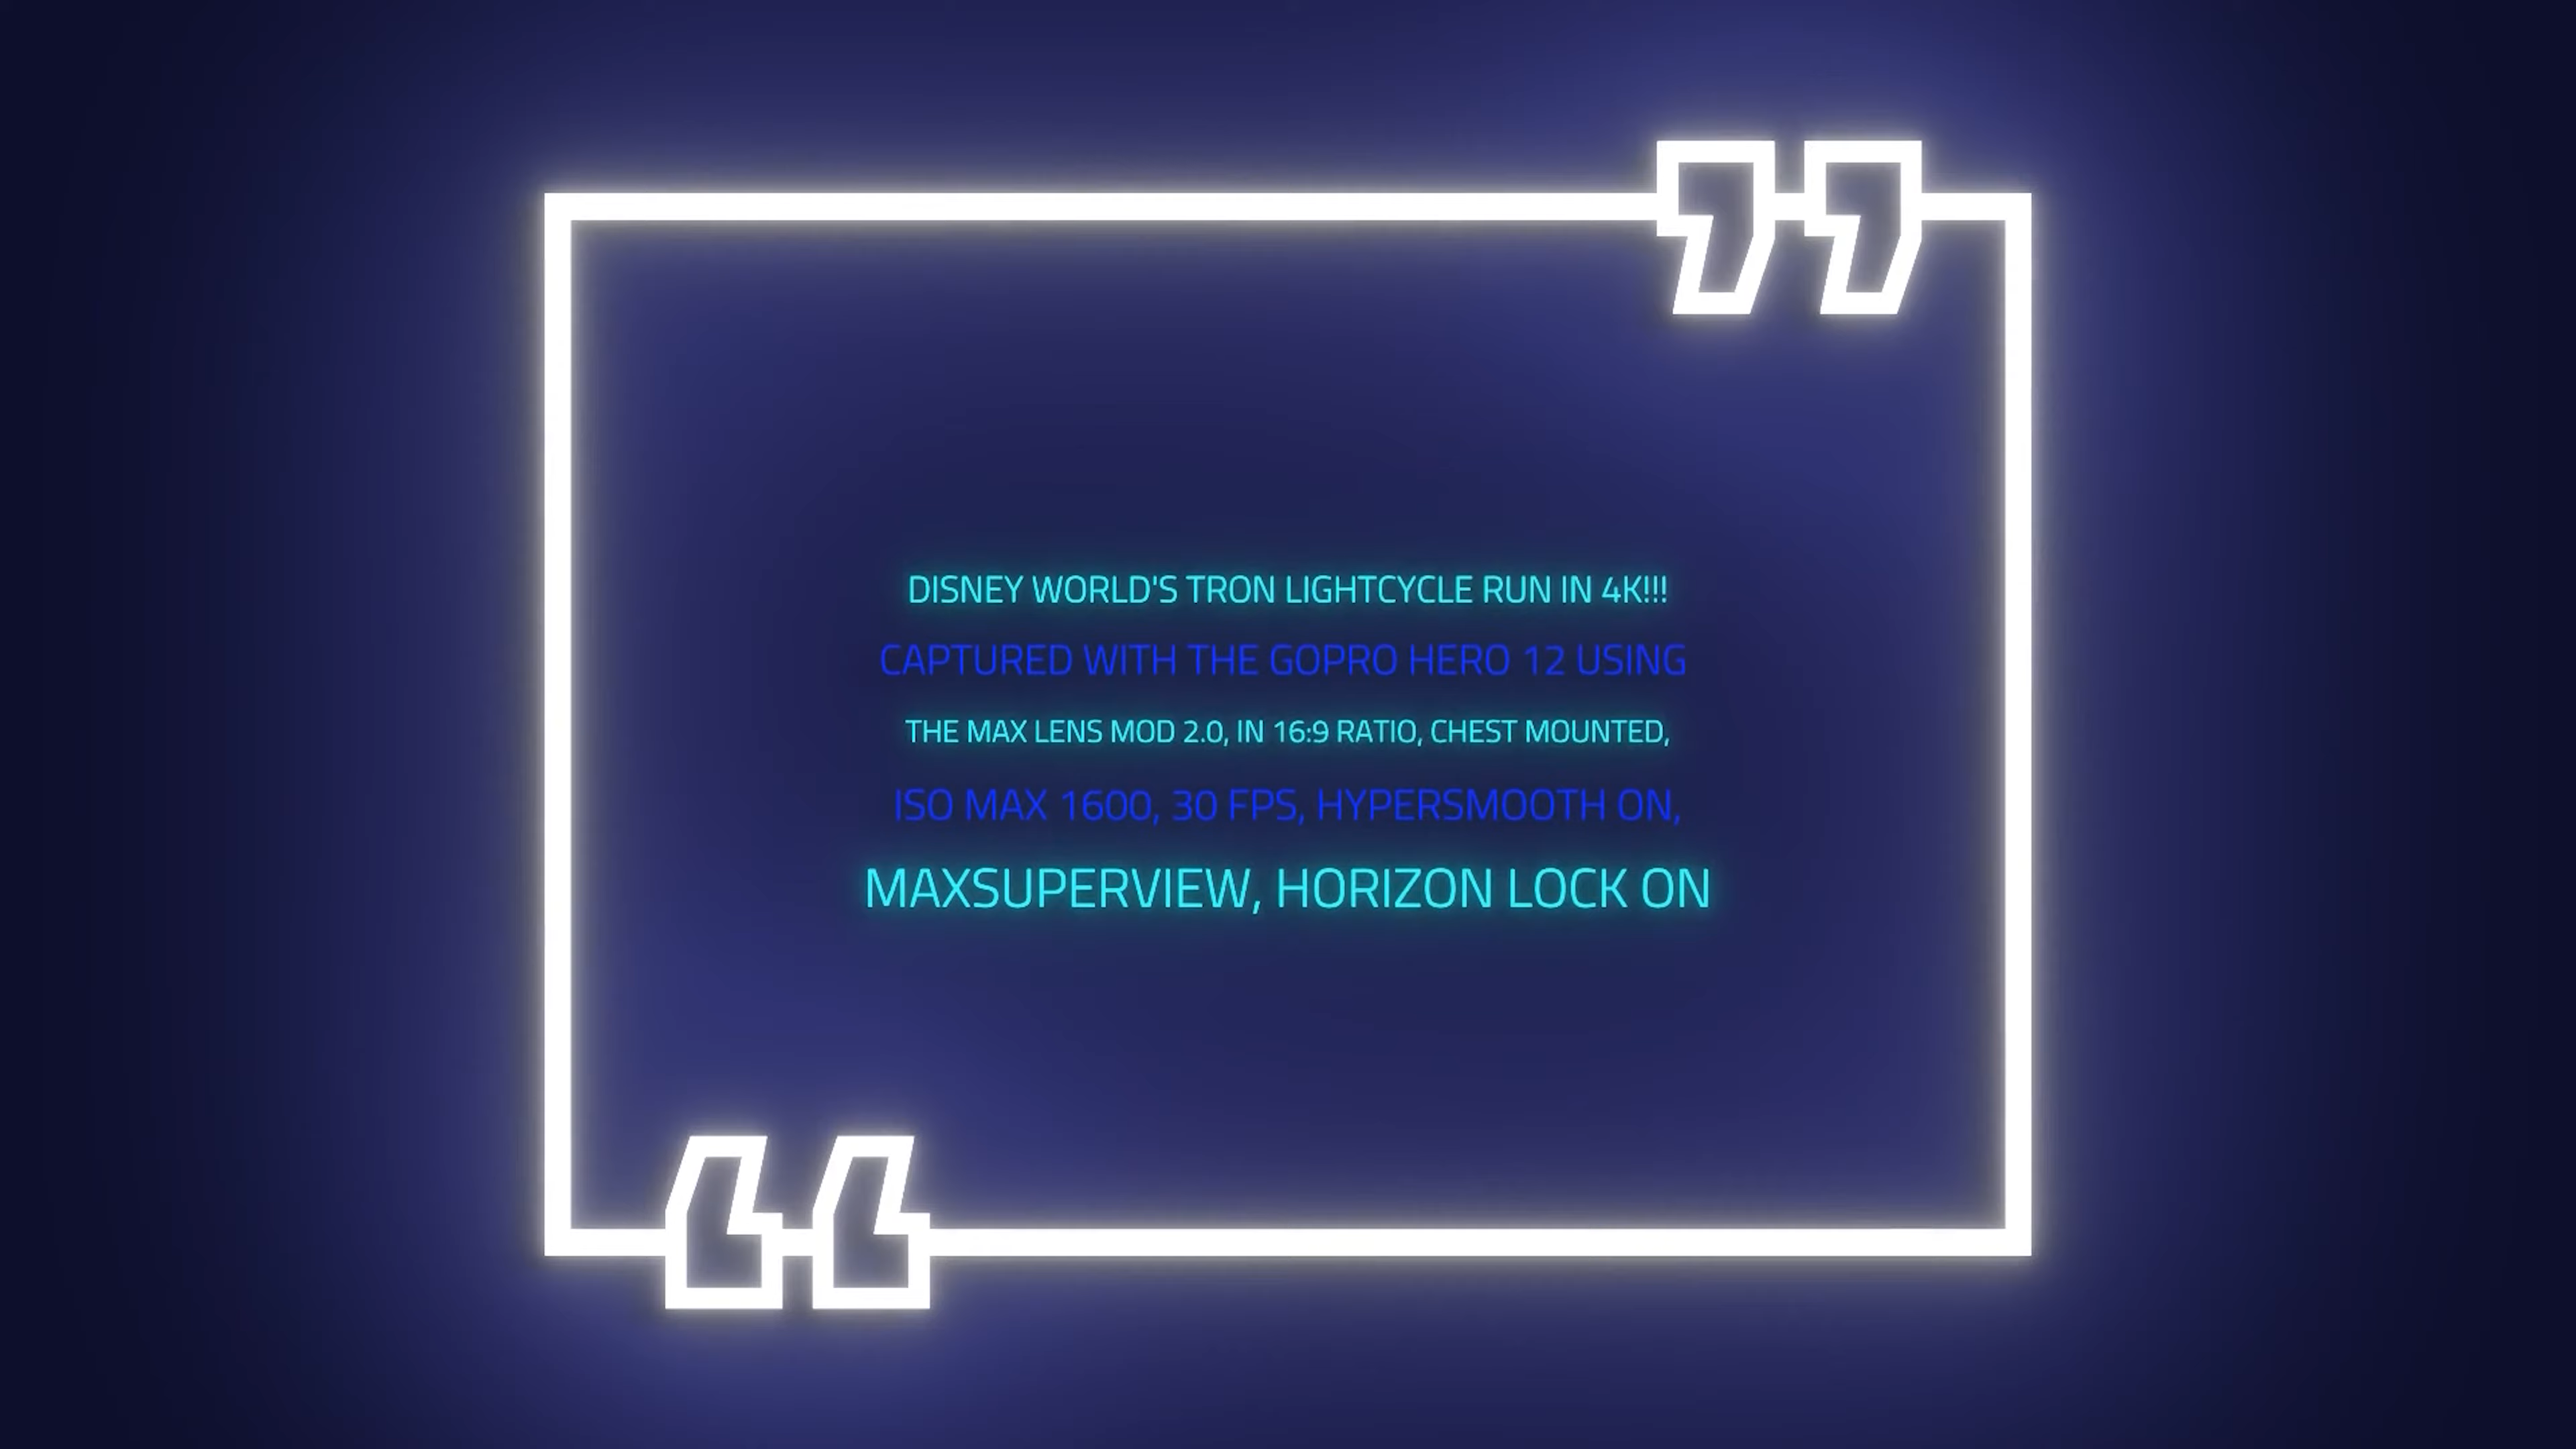 DISNEY WORLD'S TRON LIGHTCYCLE RUN IN 4K!!!
CAPTURED WITH THE GOPRO HERO 12 USING
THE MAX LENS MOD 2.0, IN 16:9 RATIO, CHEST MOUNTED,
ISO MAX 1600, 30 FPS, HYPERSMOOTH ON,
MAXSUPERVIEW, HORIZON LOCK ON